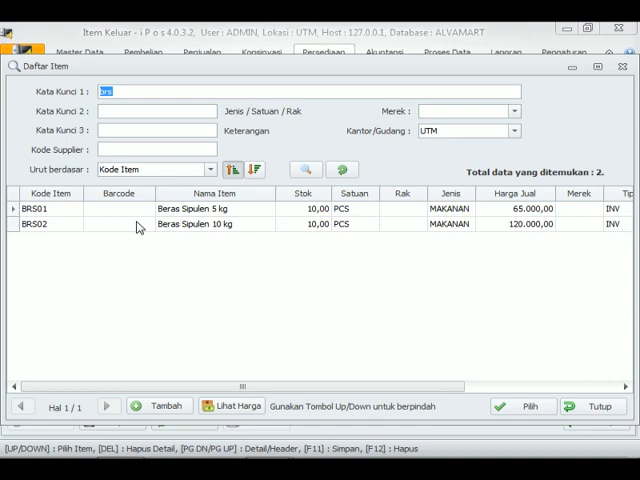 Item Keluar - i P o s 4.0.3.2, User : ADMIN, Lokasi : UTM, Host : 127.0.0.1, Database : ALVAMART
Master Data Pembelian Penjualan Konsinyasi Persediaan Akuntansi Proses Data Laporan Pengaturan
Daftar Item
Kata Kunci 1 : brs
Kata Kunci 2 : Jenis / Satuan / Rak Merek :
Kata Kunci 3 : Keterangan Kantor/Gudang : UTM
Kode Supplier :
Urut berdasar : Kode Item Total data yang ditemukan : 2.
Kode Item Barcode Nama Item Stok Satuan Rak Jenis Harga Jual Merek Tip
BRS01 Beras Sipulen 5 kg 10,00 PCS MAKANAN 65.000,00 INV
BRS02 Beras Sipulen 10 kg 10,00 PCS MAKANAN 120.000,00 INV
Hal 1 / 1 Tambah Lihat Harga Gunakan Tombol Up/Down untuk berpindah Pilih Tutup
[UP/DOWN] : Pilih Item, [DEL] : Hapus Detail, [PG DN/PG UP] : Detail/Header, [F11] : Simpan, [F12] : Hapus